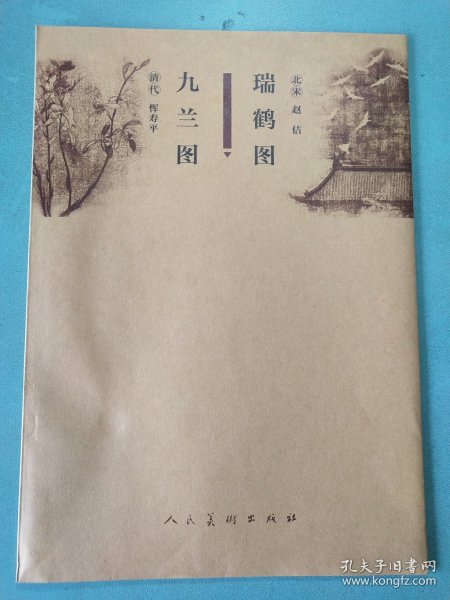 北宋 赵佶
瑞鹤图
九兰图
清代 恽寿平
人民美術出版社
孔夫子旧书网
www.kongfz.com